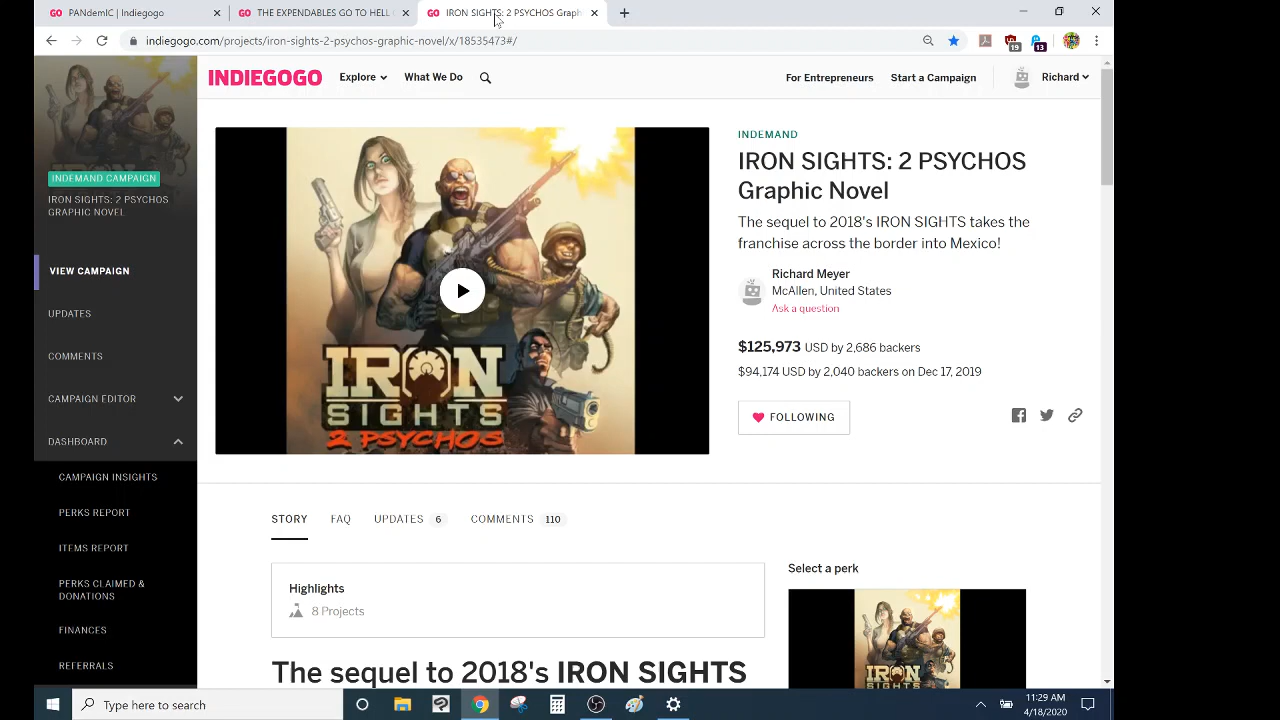 PANdemIC | Indiegogo
THE EXPENDABLES GO TO HELL
IRON SIGHTS: 2 PSYCHOS Graph
indiegogo.com/projects/iron-sights-2-psychos-graphic-novel/x/18535473#/
19
13
INDIEGOGO
Explore
What We Do
For Entrepreneurs
Start a Campaign
Richard
INDEMAND CAMPAIGN
IRON SIGHTS: 2 PSYCHOS
GRAPHIC NOVEL
VIEW CAMPAIGN
UPDATES
COMMENTS
CAMPAIGN EDITOR
DASHBOARD
CAMPAIGN INSIGHTS
PERKS REPORT
ITEMS REPORT
PERKS CLAIMED &
DONATIONS
FINANCES
REFERRALS
IRON
SIGHTS
2 PSYCHOS
INDEMAND
IRON SIGHTS: 2 PSYCHOS
Graphic Novel
The sequel to 2018's IRON SIGHTS takes the
franchise across the border into Mexico!
Richard Meyer
McAllen, United States
Ask a question
$125,973 USD by 2,686 backers
$94,174 USD by 2,040 backers on Dec 17, 2019
FOLLOWING
STORY
FAQ
UPDATES 6
COMMENTS 110
Highlights
8 Projects
The sequel to 2018's IRON SIGHTS
Select a perk
IRON
Type here to search
11:29 AM
4/18/2020